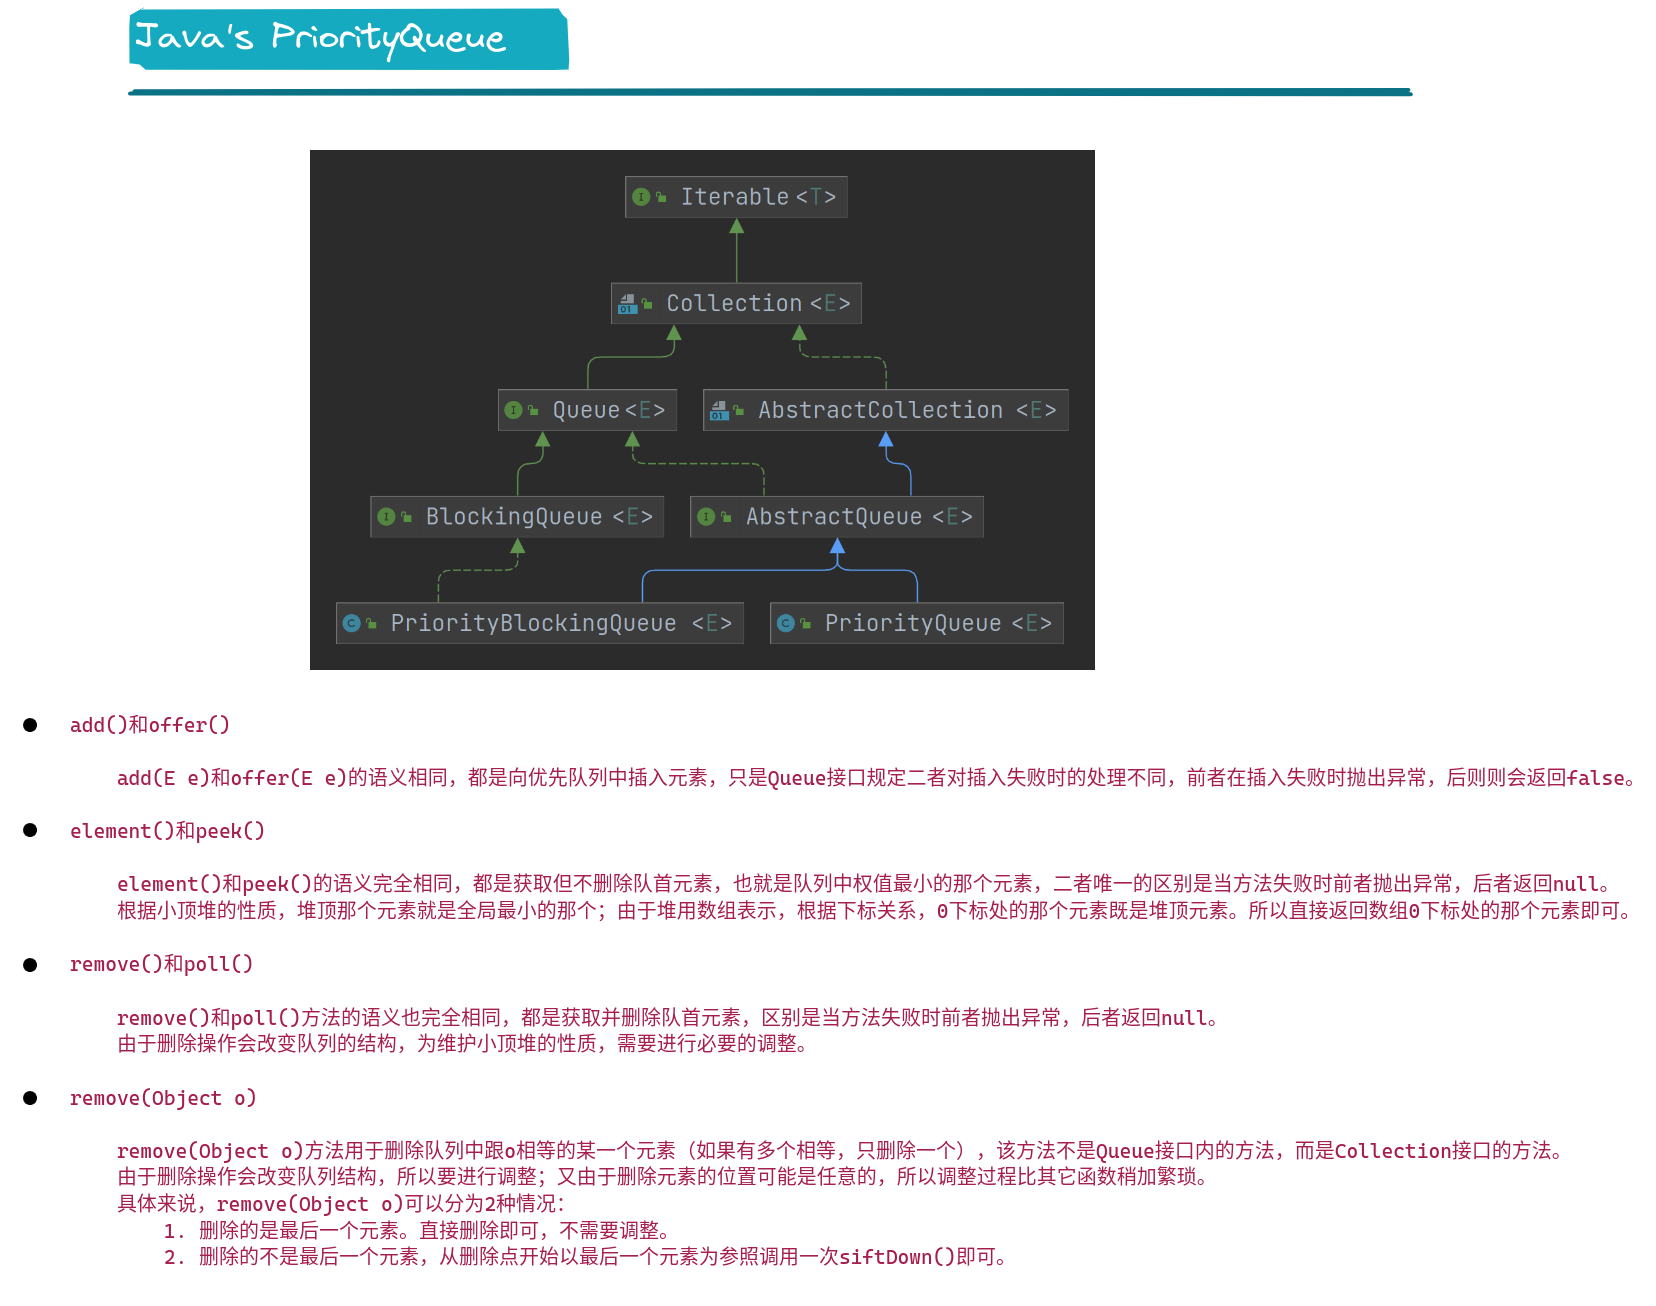 Java's PriorityQueue
Iterable<T>
Collection<E>
Queue<E>
AbstractCollection<E>
BlockingQueue<E>
AbstractQueue<E>
PriorityBlockingQueue<E>
PriorityQueue<E>
add()和offer()
add(E e)和offer(E e)的语义相同，都是向优先队列中插入元素，只是Queue接口规定二者对插入失败时的处理不同，前者在插入失败时抛出异常，后则则会返回false。
element()和peek()
element()和peek()的语义完全相同，都是获取但不删除队首元素，也就是队列中权值最小的那个元素，二者唯一的区别是当方法失败时前者抛出异常，后者返回null。
根据小顶堆的性质，堆顶那个元素就是全局最小的那个；由于堆用数组表示，根据下标关系，0下标处的那个元素既是堆顶元素。所以直接返回数组0下标处的那个元素即可。
remove()和poll()
remove()和poll()方法的语义也完全相同，都是获取并删除队首元素，区别是当方法失败时前者抛出异常，后者返回null。
由于删除操作会改变队列的结构，为维护小顶堆的性质，需要进行必要的调整。
remove(Object o)
remove(Object o)方法用于删除队列中跟o相等的某一个元素（如果有多个相等，只删除一个），该方法不是Queue接口内的方法，而是Collection接口的方法。
由于删除操作会改变队列结构，所以要进行调整；又由于删除元素的位置可能是任意的，所以调整过程比其它函数稍加繁琐。
具体来说，remove(Object o)可以分为2种情况：
1. 删除的是最后一个元素。直接删除即可，不需要调整。
2. 删除的不是最后一个元素，从删除点开始以最后一个元素为参照调用一次siftDown()即可。